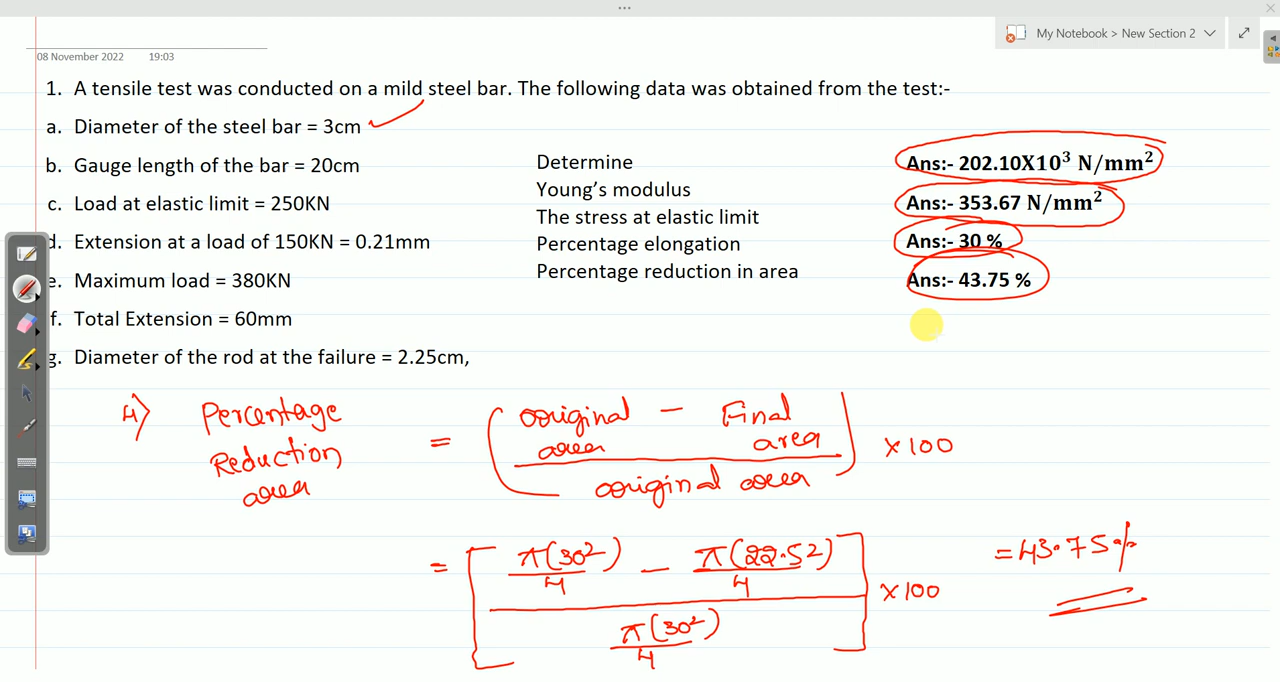 My Notebook > New Section 2
08 November 2022 19:03
1. A tensile test was conducted on a mild steel bar. The following data was obtained from the test:-
a. Diameter of the steel bar = 3cm
b. Gauge length of the bar = 20cm
c. Load at elastic limit = 250KN
d. Extension at a load of 150KN = 0.21mm
e. Maximum load = 380KN
f. Total Extension = 60mm
g. Diameter of the rod at the failure = 2.25cm,
Determine
Young's modulus
The stress at elastic limit
Percentage elongation
Percentage reduction in area
Ans:- 202.10X10³ N/mm²
Ans:- 353.67 N/mm²
Ans:- 30 %
Ans:- 43.75 %
4) Percentage Reduction area = (original area - Final area / original area) x100
= [π(30²)/4 - π(22.5²)/4 / π(30²)/4] x100
= 43.75%